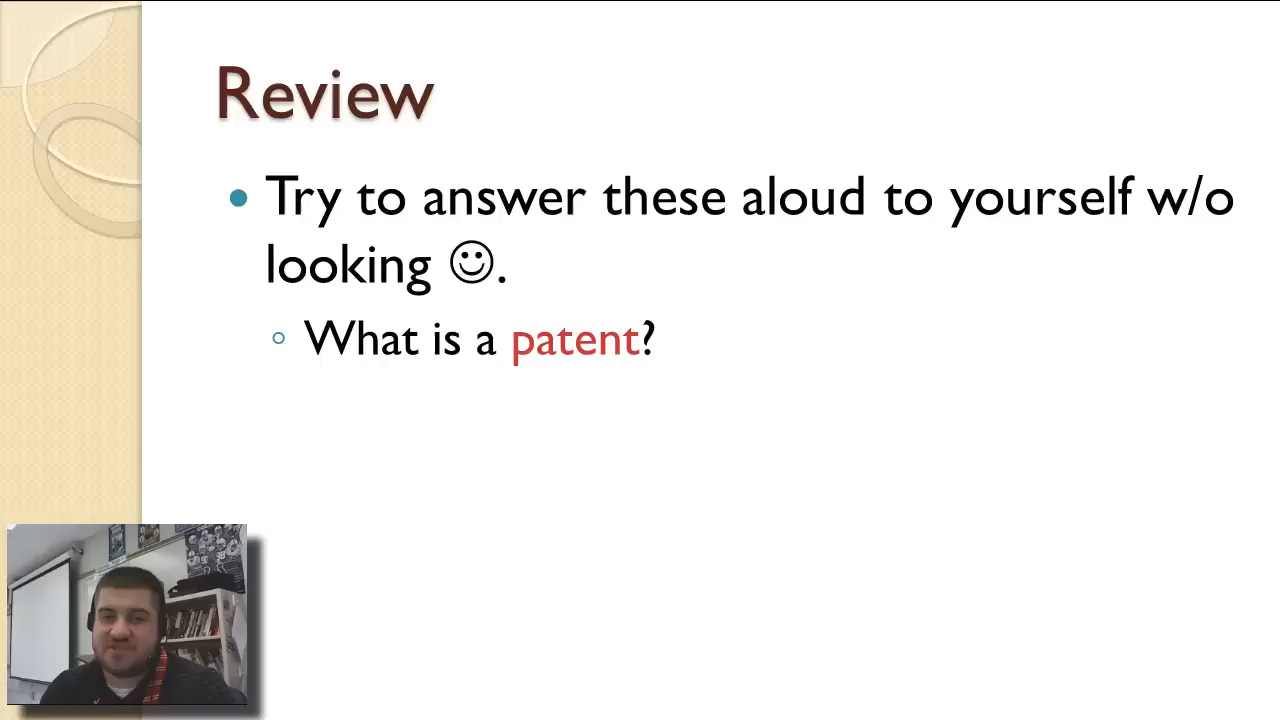 Review
• Try to answer these aloud to yourself w/o
looking ☺.
◦ What is a patent?